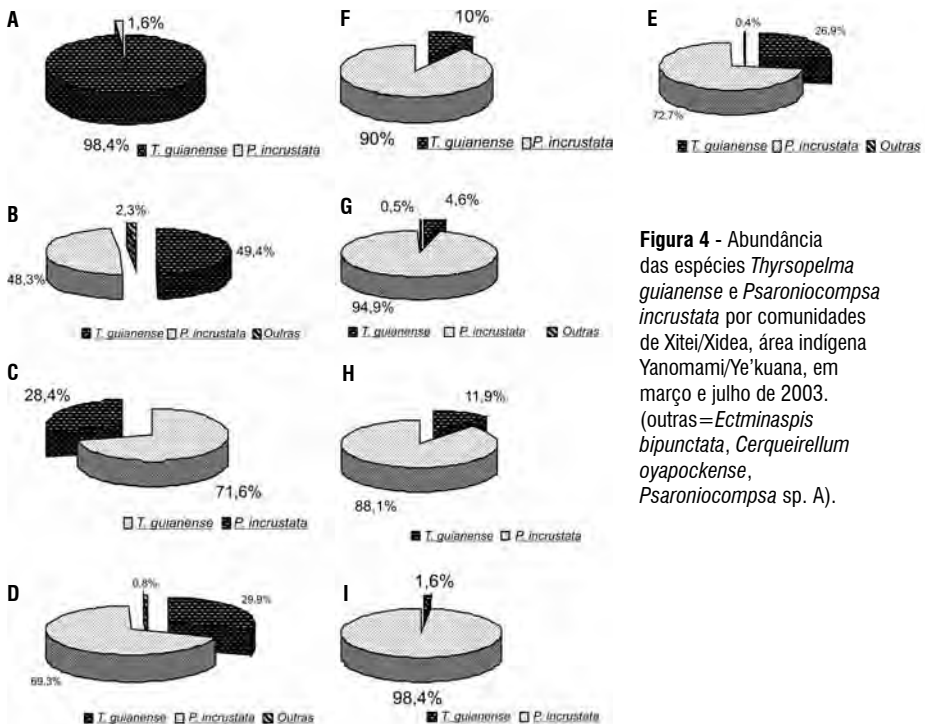 A
1,6%
98,4%
T. guianense P. incrustata
B
2,3%
49,4%
48,3%
T. guianense P. incrustata Outras
C
28,4%
71,6%
T. guianense P. incrustata
D
0,8%
29,9%
69,3%
T. guianense P. incrustata Outras
F
10%
90%
T. guianense P. incrustata
G
0,5%
4,6%
94,9%
T. guianense P. incrustata Outras
H
11,9%
88,1%
T. guianense P. incrustata
I
1,6%
98,4%
T. guianense P. incrustata
E
0,4%
26,9%
72,7%
T. guianense P. incrustata Outras
Figura 4 - Abundância
das espécies Thyrsopelma
guianense e Psaroniocompsa
incrustata por comunidades
de Xitei/Xidea, área indígena
Yanomami/Ye'kuana, em
março e julho de 2003.
(outras=Ectminaspis
bipunctata, Cerqueirellum
oyapockense,
Psaroniocompsa sp. A).